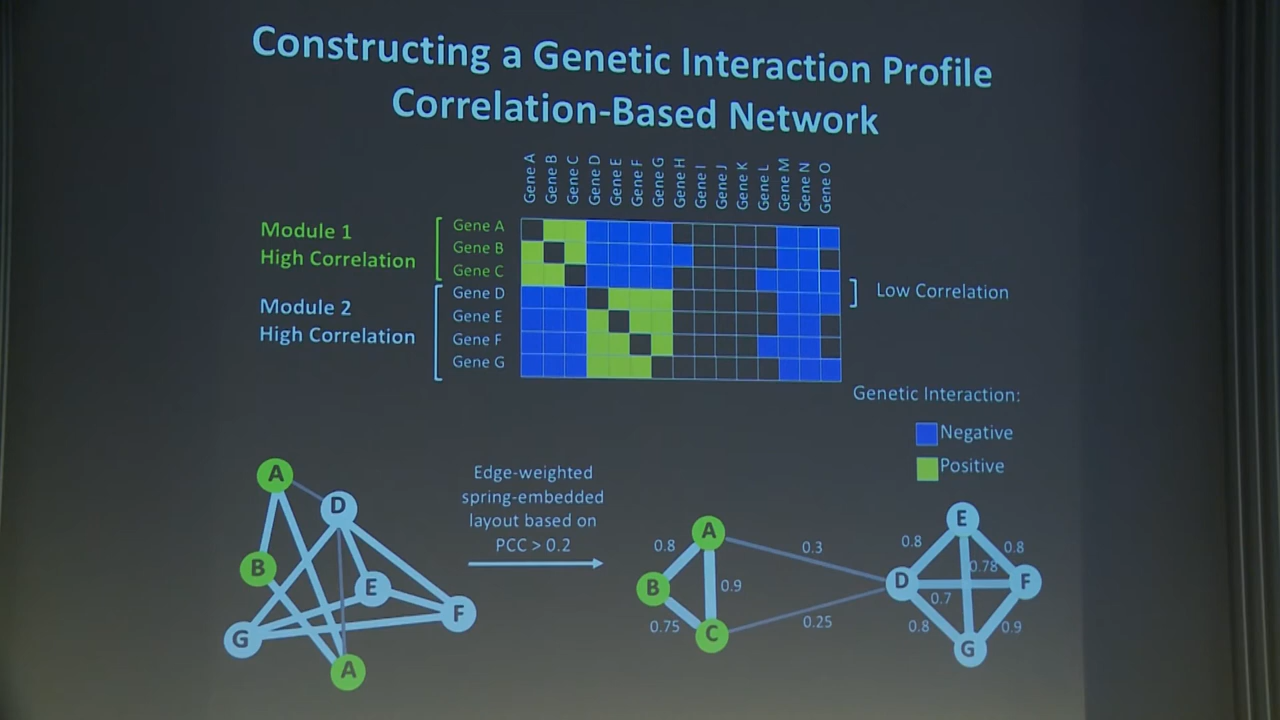 Constructing a Genetic Interaction Profile
Correlation-Based Network
Gene A
Gene B
Gene C
Gene D
Gene E
Gene F
Gene G
Gene H
Gene I
Gene J
Gene K
Gene L
Gene M
Gene N
Gene O
Module 1
High Correlation
Module 2
High Correlation
Gene A
Gene B
Gene C
Gene D
Gene E
Gene F
Gene G
Low Correlation
Genetic Interaction:
Negative
Positive
A
D
B
E
F
G
A
Edge-weighted
spring-embedded
layout based on
PCC > 0.2
A
B
C
0.8
0.9
0.75
0.3
0.25
E
D
F
G
0.8
0.8
0.78
0.7
0.8
0.9